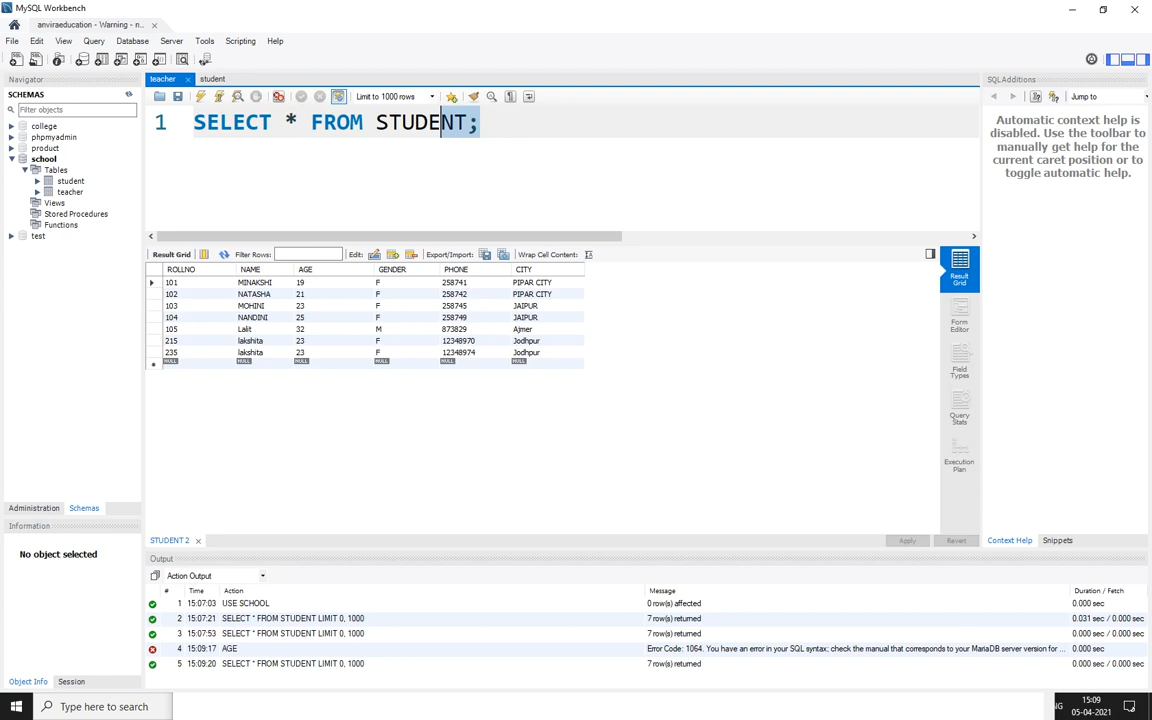 MySQL Workbench
anviraeducation - Warning - n...
File Edit View Query Database Server Tools Scripting Help
Navigator
SCHEMAS
Filter objects
college
phpmyadmin
product
school
Tables
student
teacher
Views
Stored Procedures
Functions
test
Administration Schemas
Information
No object selected
Object Info Session
teacher student
Limit to 1000 rows
1 SELECT * FROM STUDENT;
Result Grid Filter Rows: Edit: Export/Import: Wrap Cell Content:
ROLLNO NAME AGE GENDER PHONE CITY
101 MINAKSHI 19 F 258741 PIPAR CITY
102 NATASHA 21 F 258742 PIPAR CITY
103 MOHINI 23 F 258745 JAIPUR
104 NANDINI 25 F 258749 JAIPUR
105 Lalit 32 M 873829 Ajmer
215 lakshita 23 F 12348970 Jodhpur
235 lakshita 23 F 12348974 Jodhpur
NULL NULL NULL NULL NULL NULL
Result Grid
Form Editor
Field Types
Query Stats
Execution Plan
STUDENT 2 Apply Revert
SQLAdditions
Jump to
Automatic context help is
disabled. Use the toolbar to
manually get help for the
current caret position or to
toggle automatic help.
Context Help Snippets
Output
Action Output
# Time Action Message Duration / Fetch
1 15:07:03 USE SCHOOL 0 row(s) affected 0.000 sec
2 15:07:21 SELECT * FROM STUDENT LIMIT 0, 1000 7 row(s) returned 0.031 sec / 0.000 sec
3 15:07:53 SELECT * FROM STUDENT LIMIT 0, 1000 7 row(s) returned 0.000 sec / 0.000 sec
4 15:09:17 AGE Error Code: 1064. You have an error in your SQL syntax; check the manual that corresponds to your MariaDB server version for ... 0.000 sec
5 15:09:20 SELECT * FROM STUDENT LIMIT 0, 1000 7 row(s) returned 0.000 sec / 0.000 sec
Type here to search
15:09
05-04-2021